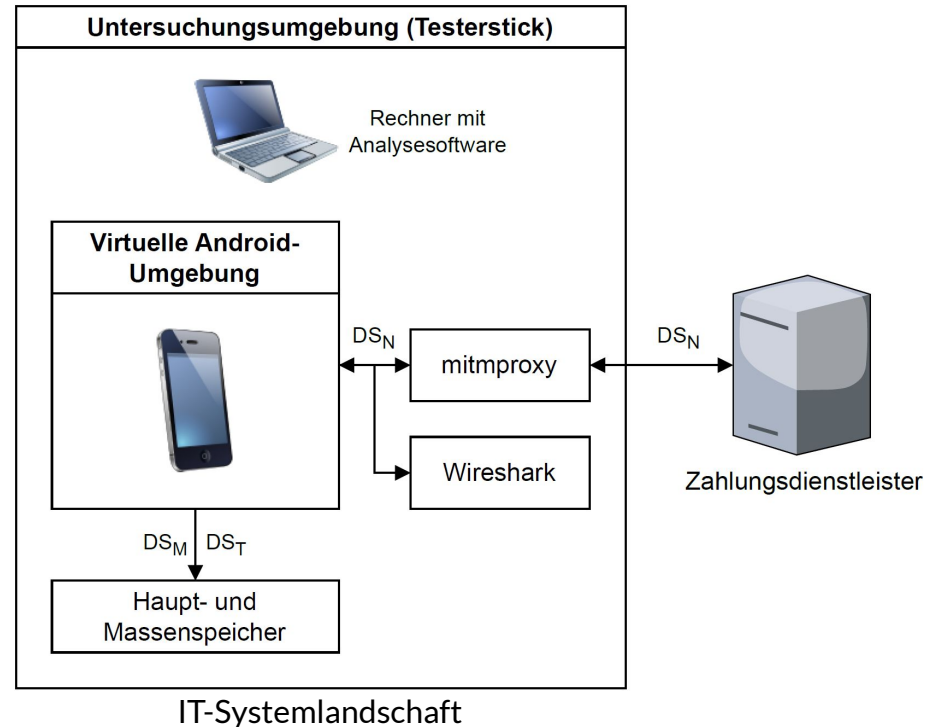 Untersuchungsumgebung (Testerstick)
Rechner mit
Analysesoftware
Virtuelle Android-
Umgebung
DSN
mitmproxy
DSN
Wireshark
Zahlungsdienstleister
DSM
DST
Haupt- und
Massenspeicher
IT-Systemlandschaft